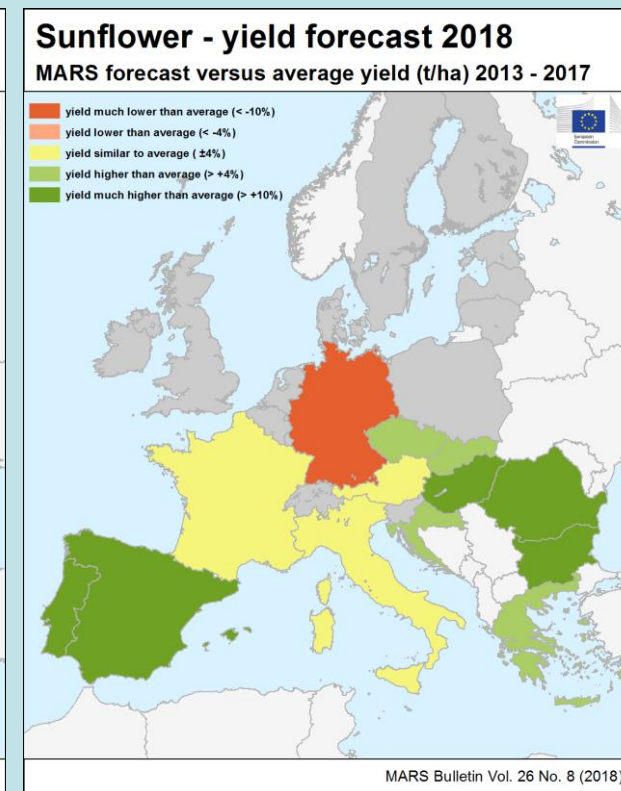 Sunflower - yield forecast 2018
MARS forecast versus average yield (t/ha) 2013 - 2017
yield much lower than average (< -10%)
yield lower than average (< -4%)
yield similar to average ( ±4%)
yield higher than average (> +4%)
yield much higher than average (> +10%)
European
Commission
MARS Bulletin Vol. 26 No. 8 (2018)